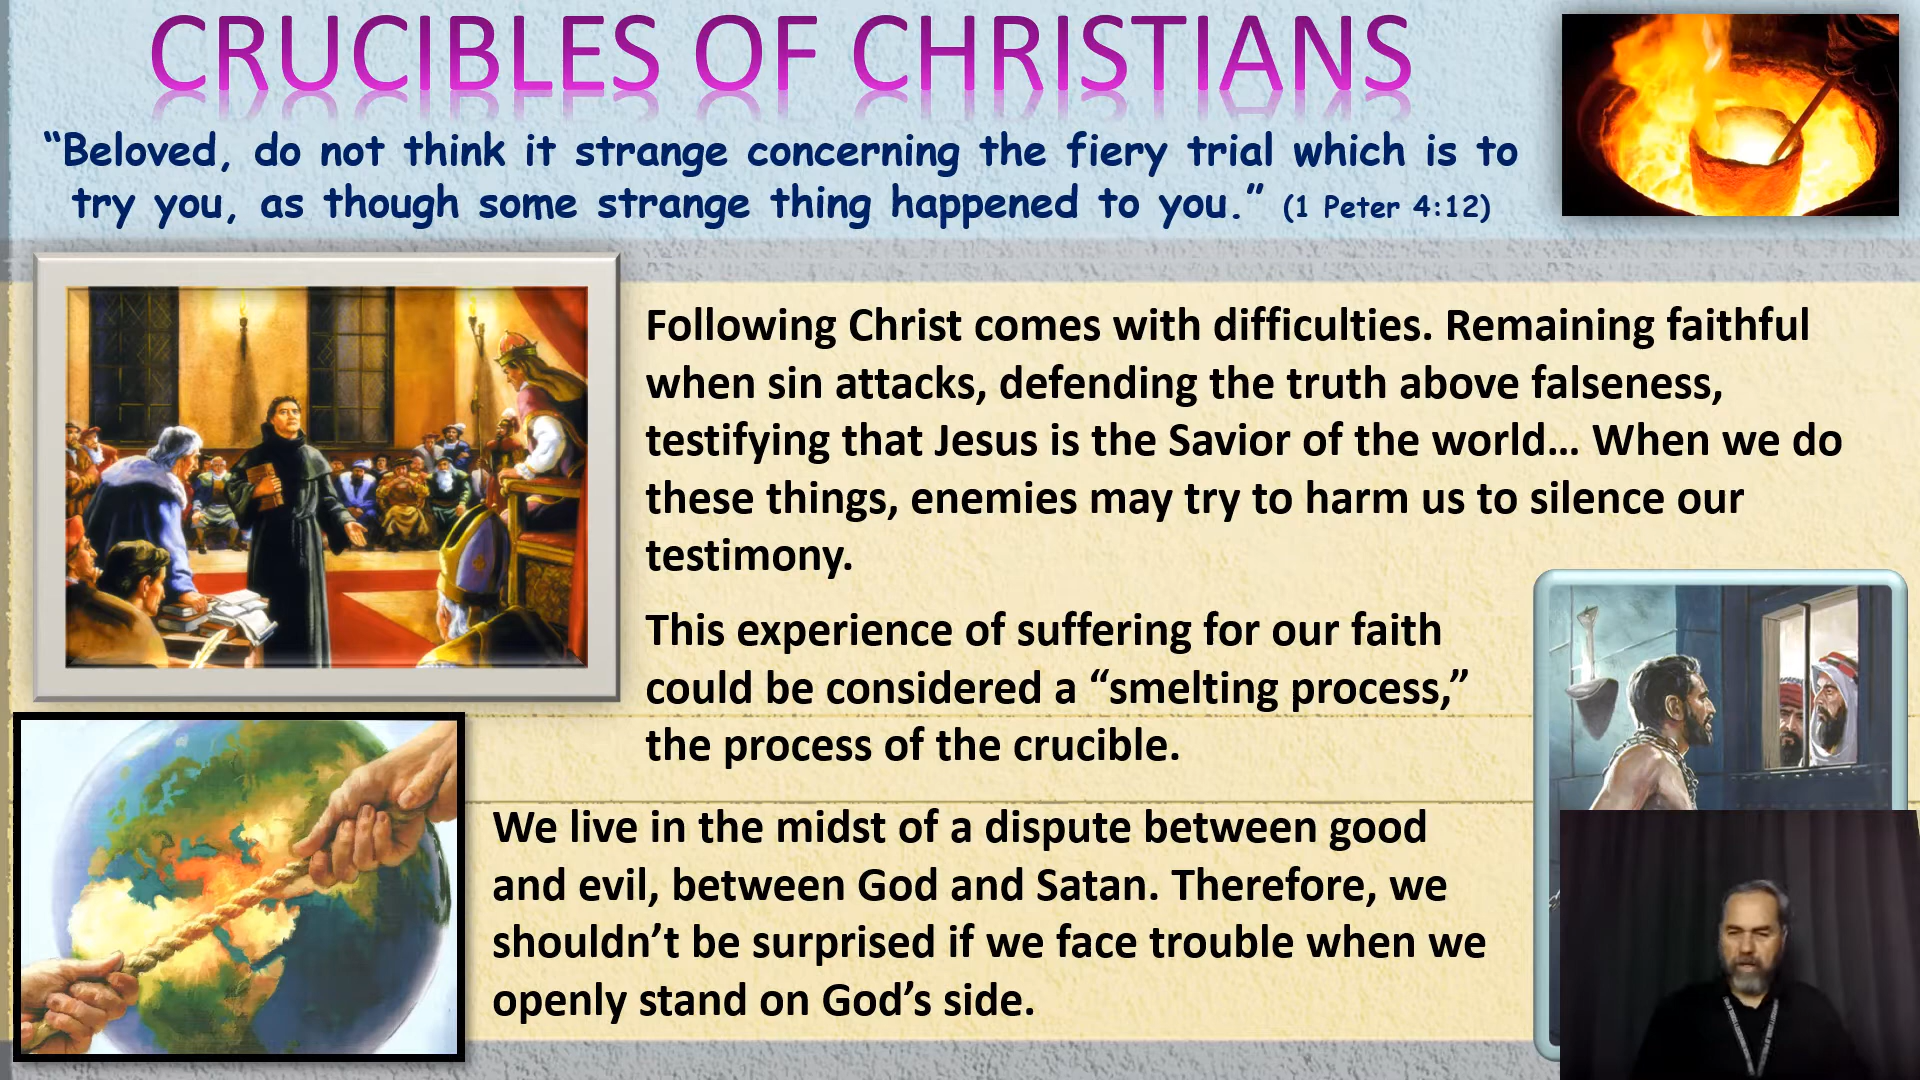 CRUCIBLES OF CHRISTIANS
“Beloved, do not think it strange concerning the fiery trial which is to
try you, as though some strange thing happened to you.” (1 Peter 4:12)
Following Christ comes with difficulties. Remaining faithful
when sin attacks, defending the truth above falseness,
testifying that Jesus is the Savior of the world… When we do
these things, enemies may try to harm us to silence our
testimony.
This experience of suffering for our faith
could be considered a “smelting process,”
the process of the crucible.
We live in the midst of a dispute between good
and evil, between God and Satan. Therefore, we
shouldn’t be surprised if we face trouble when we
openly stand on God’s side.